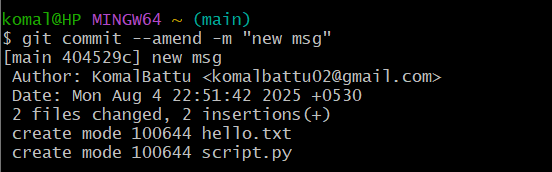 komal@HP MINGW64 ~ (main)
$ git commit --amend -m "new msg"
[main 404529c] new msg
 Author: KomalBattu <komalbattu02@gmail.com>
 Date: Mon Aug 4 22:51:42 2025 +0530
 2 files changed, 2 insertions(+)
 create mode 100644 hello.txt
 create mode 100644 script.py